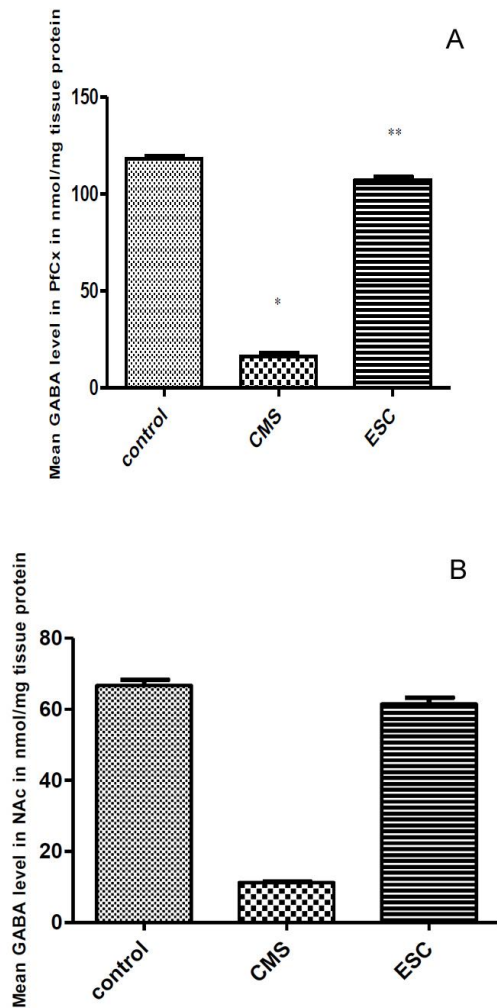 A
Mean GABA level in PfCx in nmol/mg tissue protein
150
100
50
0
*
**
control
CMS
ESC
B
Mean GABA level in NAc in nmol/mg tissue protein
80
60
40
20
0
control
CMS
ESC